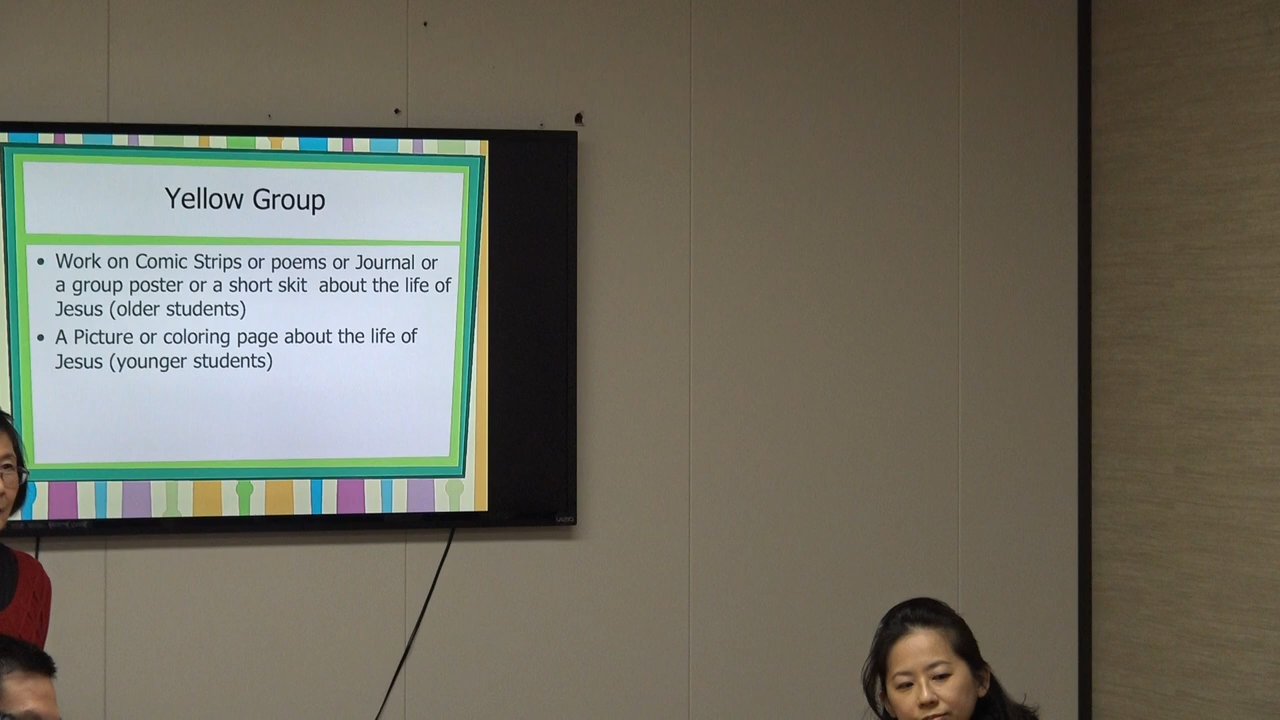 Yellow Group
• Work on Comic Strips or poems or Journal or
a group poster or a short skit about the life of
Jesus (older students)
• A Picture or coloring page about the life of
Jesus (younger students)